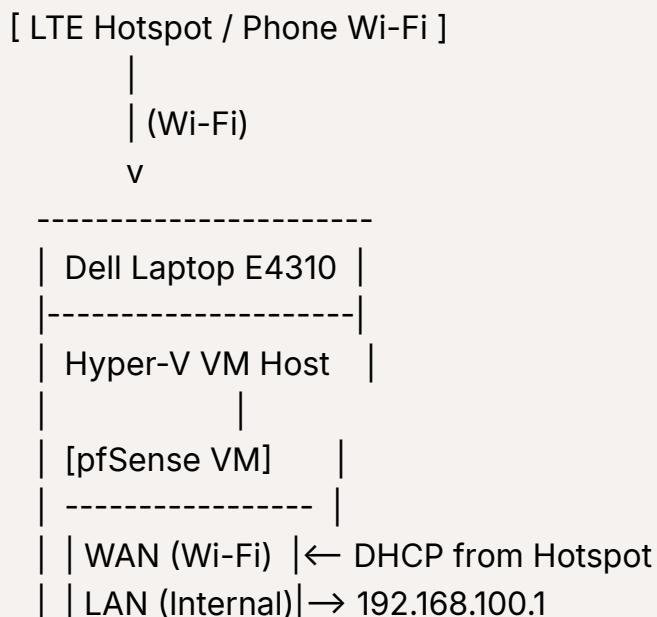 [ LTE Hotspot / Phone Wi-Fi ]
|
| (Wi-Fi)
v
-----------------------
| Dell Laptop E4310 |
|---------------------|
| Hyper-V VM Host |
| |
| [pfSense VM] |
| ----------------- |
| | WAN (Wi-Fi) |← DHCP from Hotspot
| | LAN (Internal)|→ 192.168.100.1